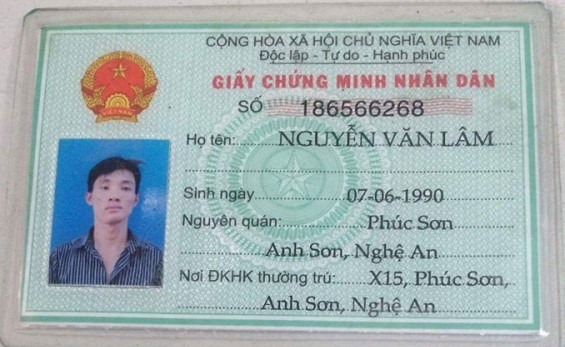 CỘNG HÒA XÃ HỘI CHỦ NGHĨA VIỆT NAM
Độc lập - Tự do - Hạnh phúc
GIẤY CHỨNG MINH NHÂN DÂN
SỐ 186566268
Họ tên: NGUYỄN VĂN LÂM
Sinh ngày 07-06-1990
Nguyên quán: Phúc Sơn
Anh Sơn, Nghệ An
Nơi ĐKHK thường trú: X15, Phúc Sơn,
Anh Sơn, Nghệ An
VIỆT NAM